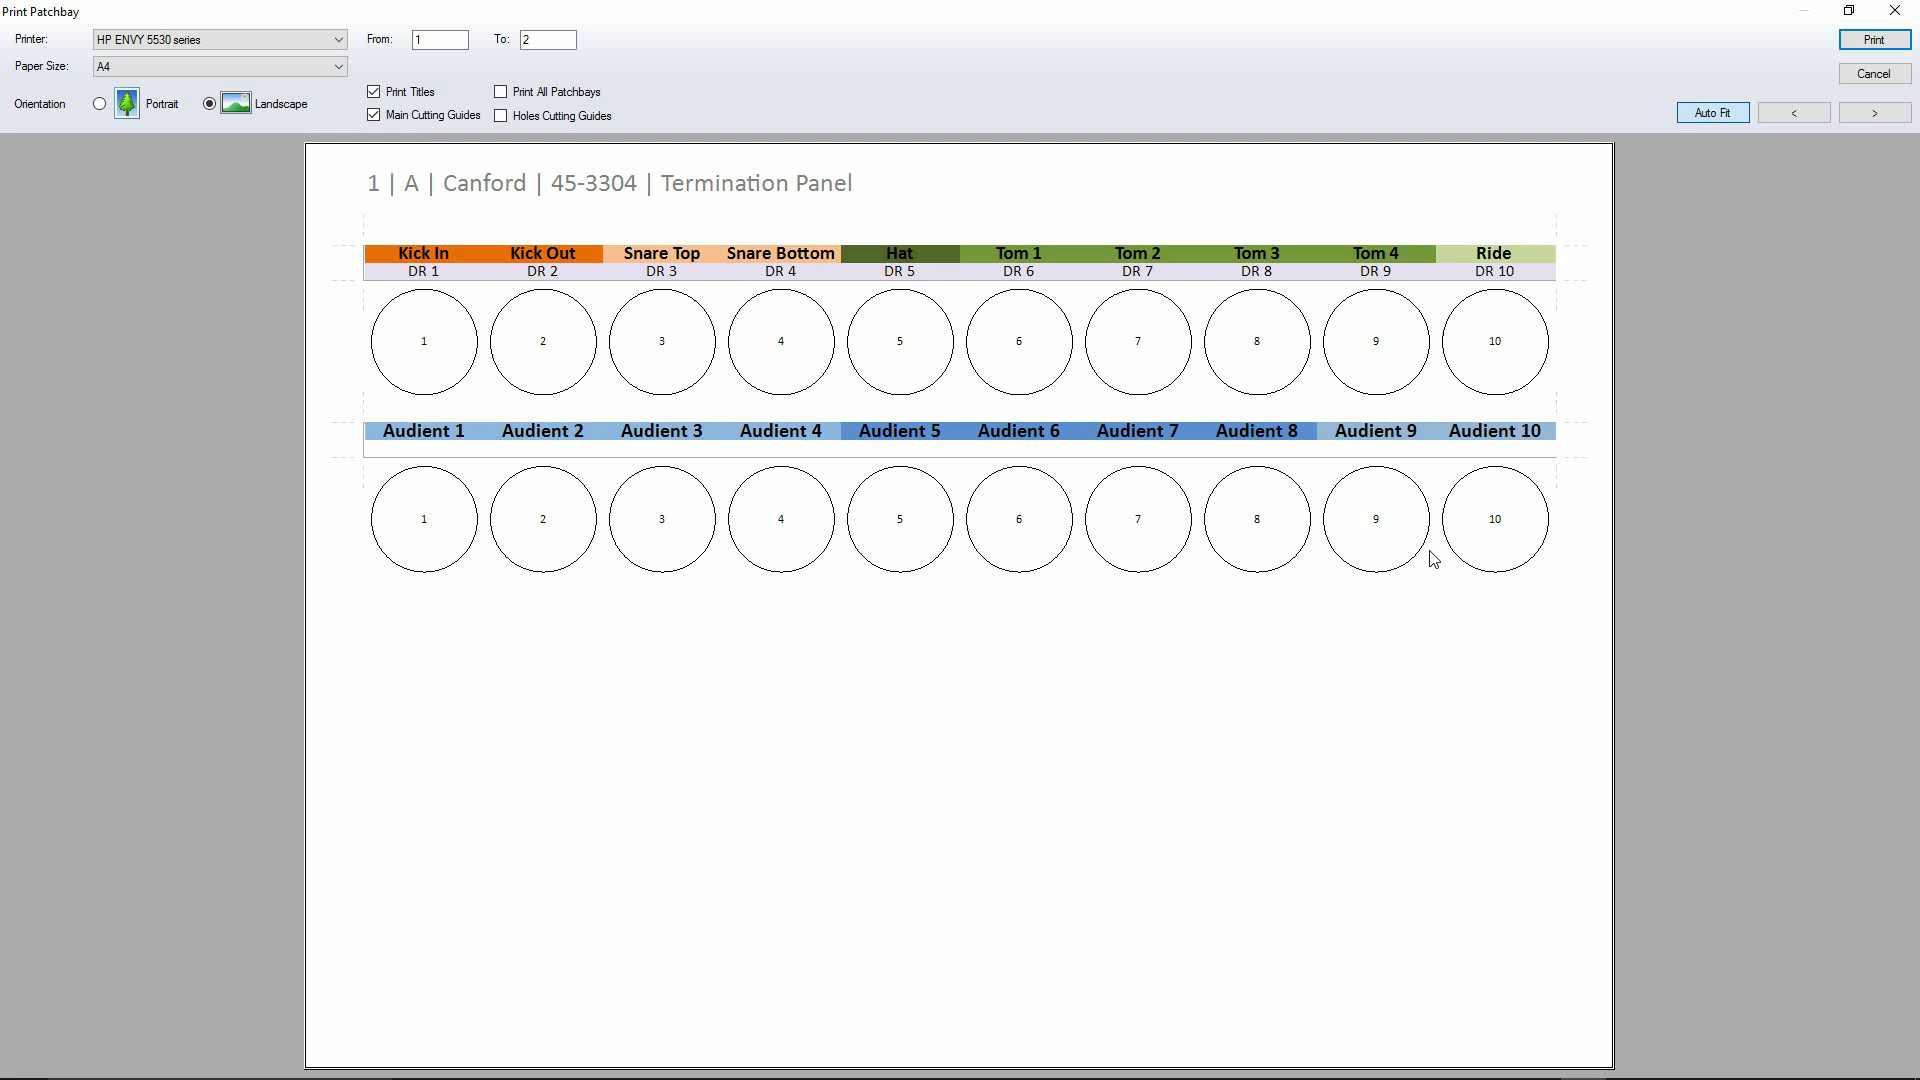 Print Patchbay
Printer: HP ENVY 5530 series From: 1 To: 2 Print
Paper Size: A4 Cancel
Print Titles Print All Patchbays
Orientation Portrait Landscape
Main Cutting Guides Holes Cutting Guides Auto Fit < >
1 | A | Canford | 45-3304 | Termination Panel
Kick In Kick Out Snare Top Snare Bottom Hat Tom 1 Tom 2 Tom 3 Tom 4 Ride
DR 1 DR 2 DR 3 DR 4 DR 5 DR 6 DR 7 DR 8 DR 9 DR 10
1 2 3 4 5 6 7 8 9 10
Audient 1 Audient 2 Audient 3 Audient 4 Audient 5 Audient 6 Audient 7 Audient 8 Audient 9 Audient 10
1 2 3 4 5 6 7 8 9 10